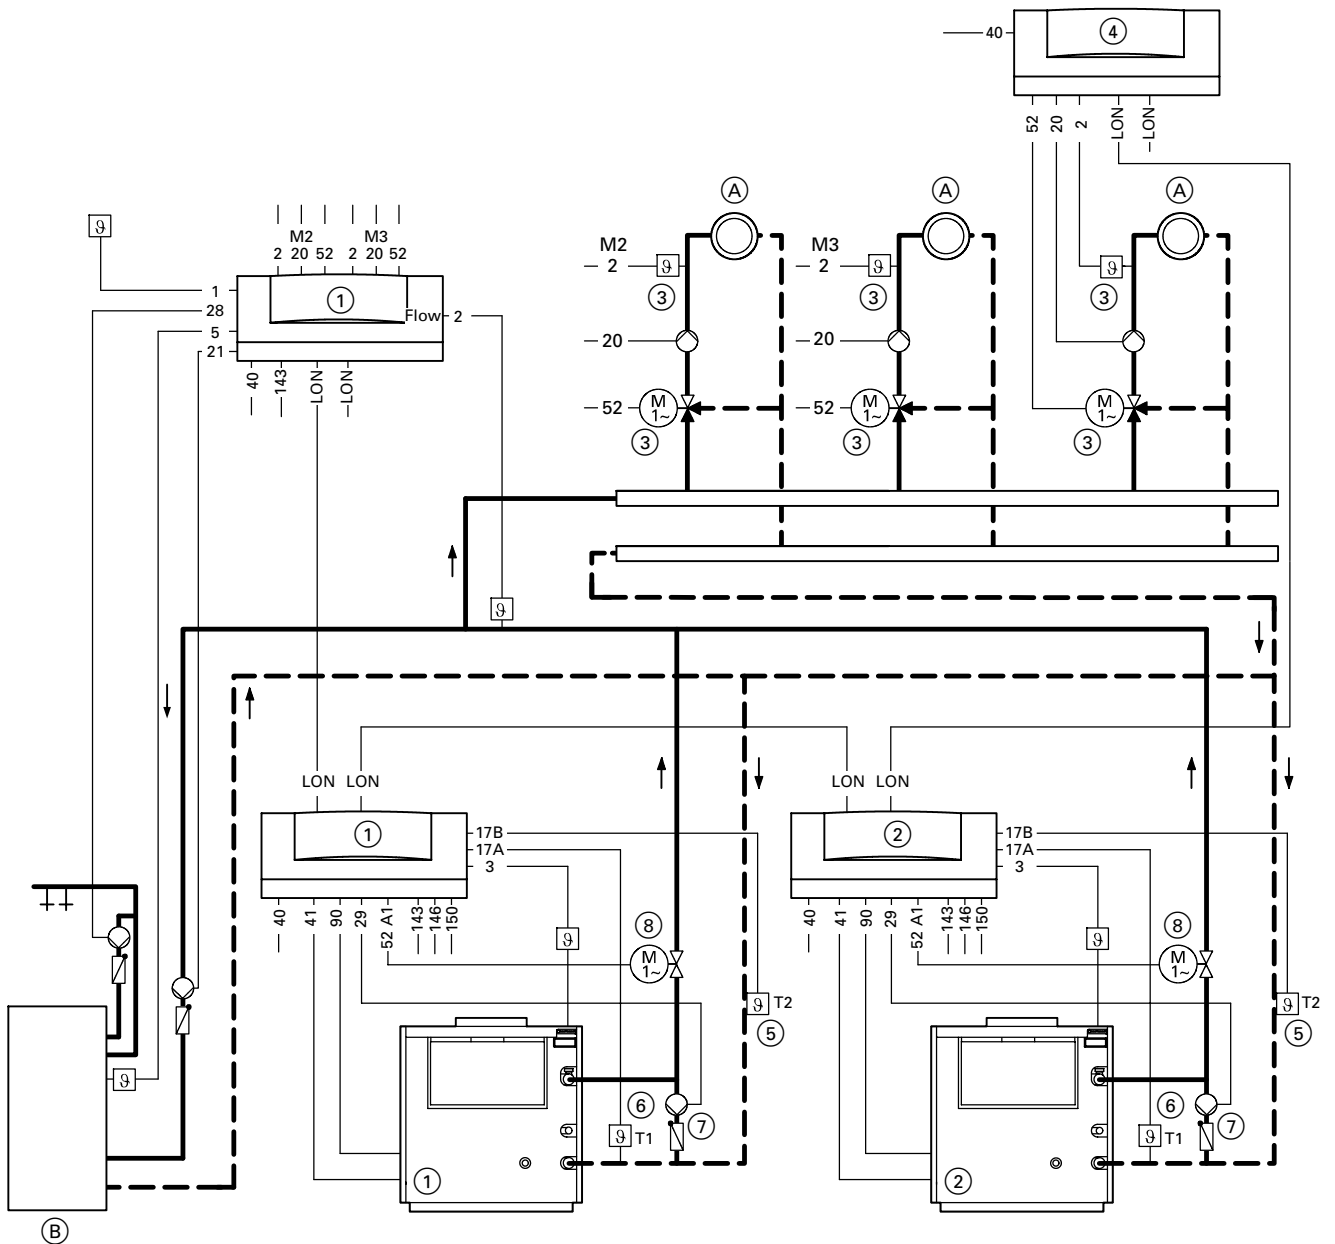 40 4
52 20 2 LON LON
A A A
ϑ
M2 M3
2 20 52 2 20 52
M2 M3
2 ϑ 2 ϑ ϑ
3 3 3
1
28
5
21
1
Flow 2
20 20
40 143 LON LON
52 M 1~ 52 M 1~ M 1~
3 3 3
ϑ
LON LON LON LON
1 17B 2 17B
17A 17A
3 3
40 41 90 29 52 A1 143 146 150
40 41 90 29 52 A1 143 146 150
8 8
ϑ M 1~ ϑ M 1~
ϑ T2 ϑ T2
5 5
ϑ
6 7 6 7
ϑ T1 ϑ T1
1 2
B